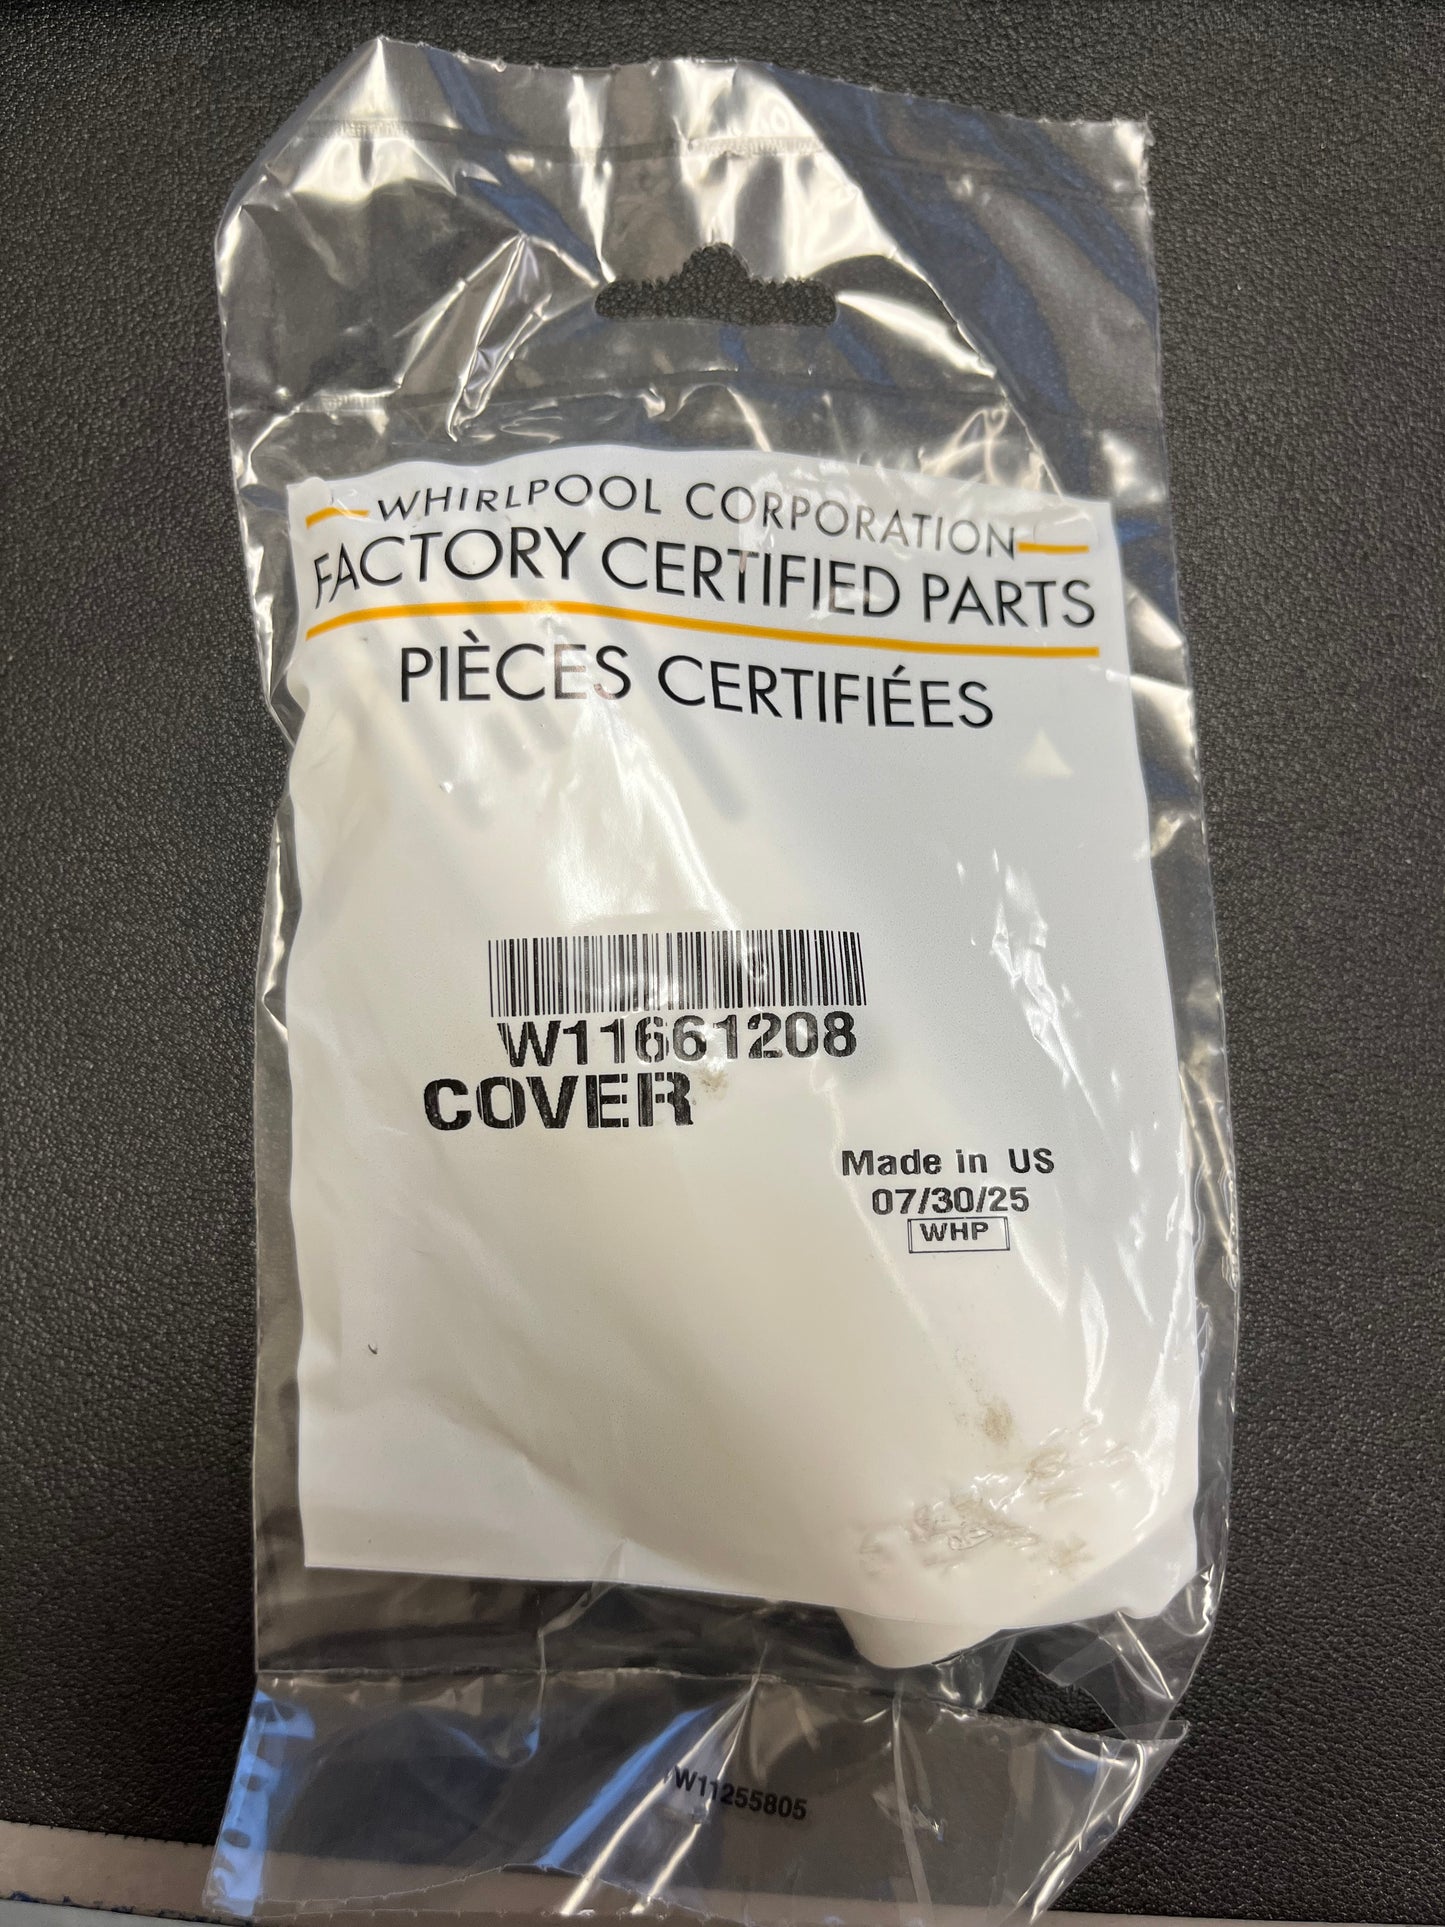 WHIRLPOOL CORPORATION
FACTORY CERTIFIED PARTS
PIÈCES CERTIFIÉES
W11661208
COVER
Made in US
07/30/25
WHP
W11255805